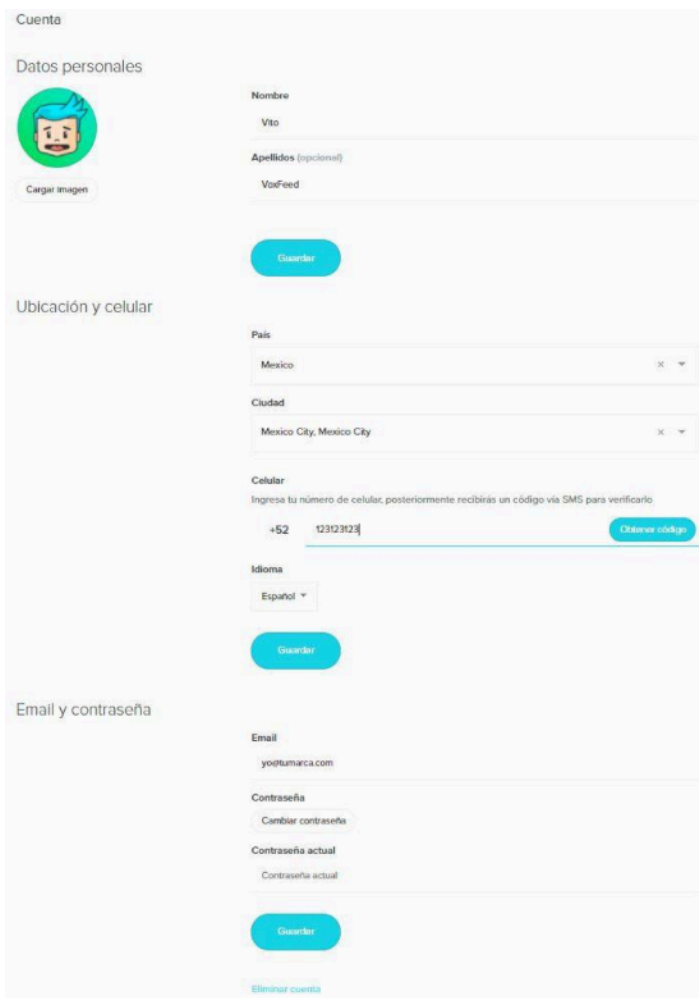 Cuenta
Datos personales
Cargar imagen
Nombre
Vito
Apellidos (opcional)
VoxFeed
Guardar
Ubicación y celular
País
Mexico
Ciudad
Mexico City, Mexico City
Celular
Ingresa tu número de celular, posteriormente recibirás un código vía SMS para verificarlo
+52 123123123
Obtener código
Idioma
Español
Guardar
Email y contraseña
Email
yo@tumarca.com
Contraseña
Cambiar contraseña
Contraseña actual
Contraseña actual
Guardar
Eliminar cuenta